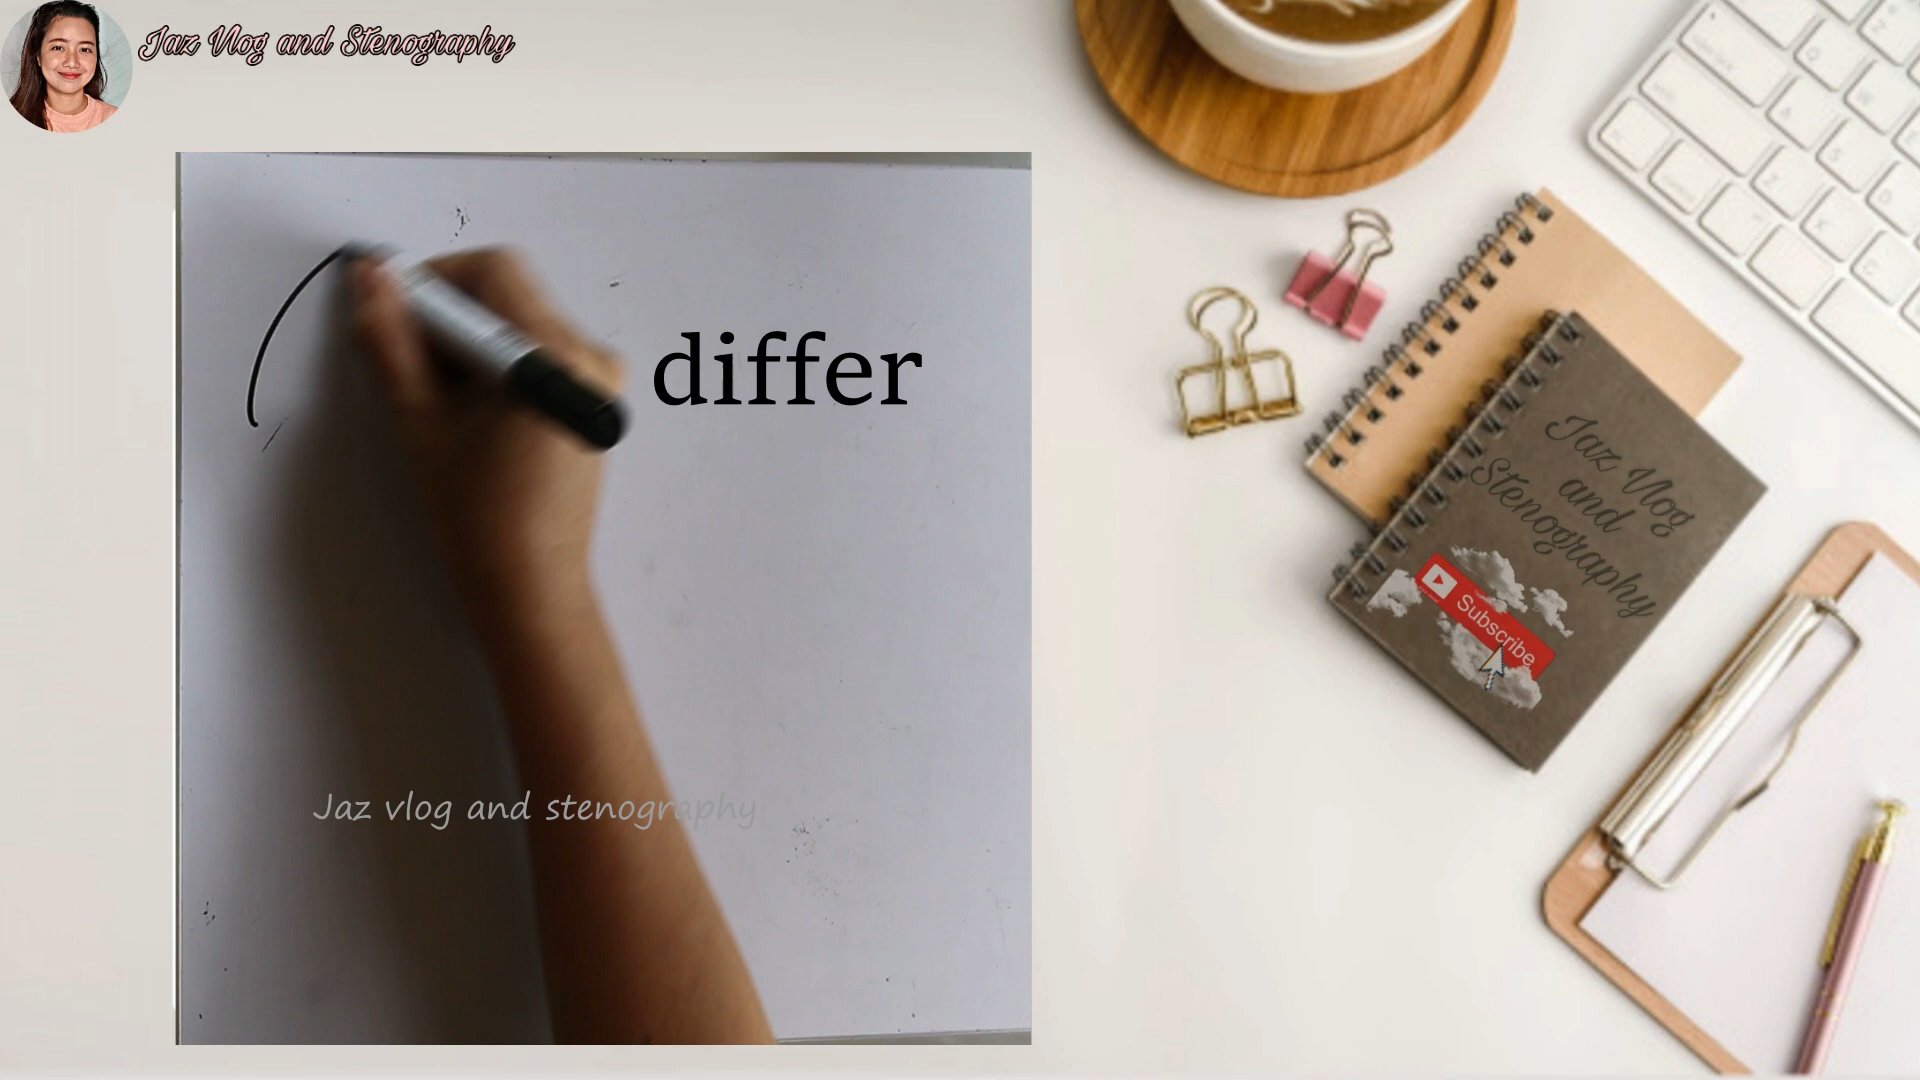 Jaz Vlog and Stenography
differ
Jaz vlog and stenography
Jaz Vlog
and
Stenography
Subscribe